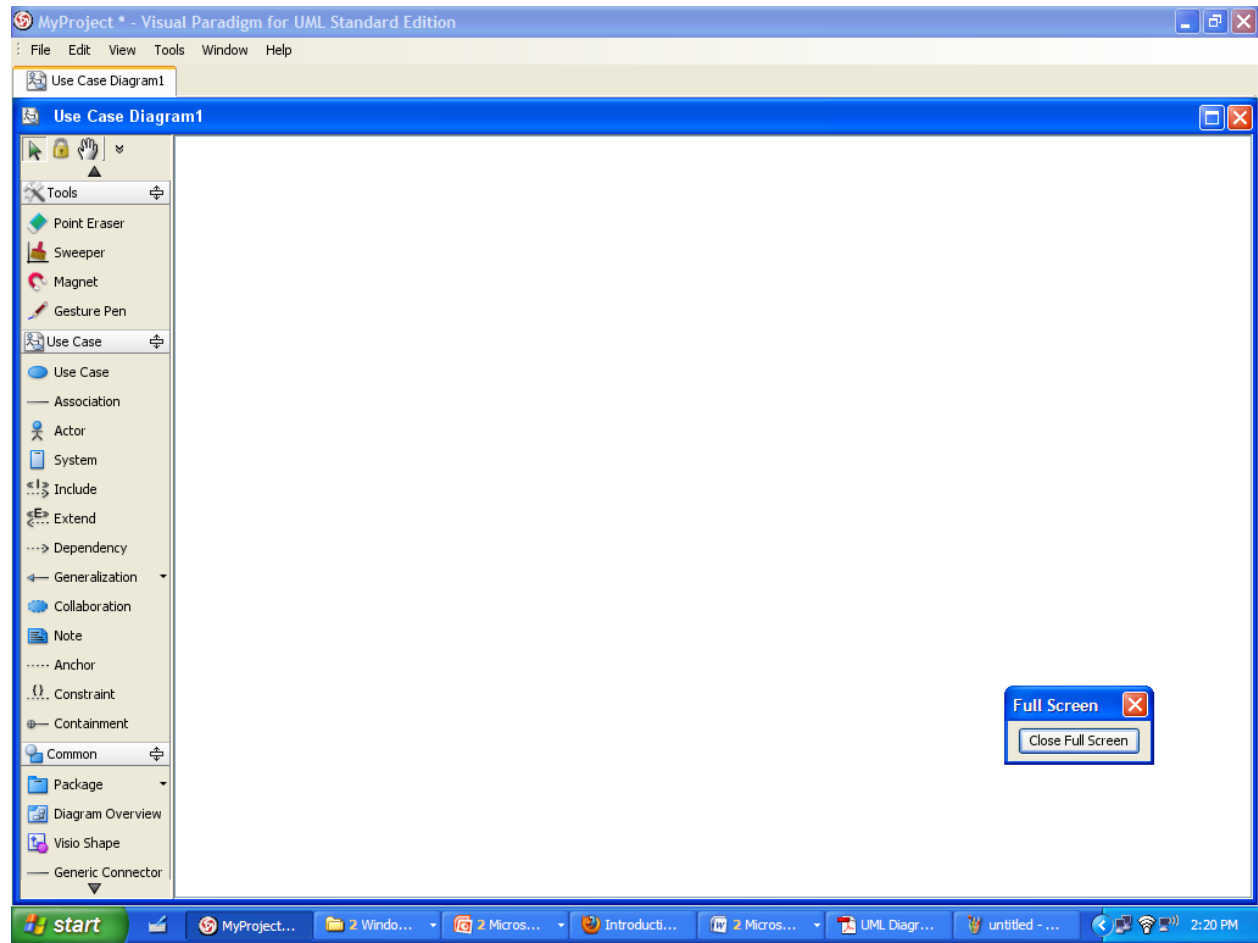 MyProject * - Visual Paradigm for UML Standard Edition
File Edit View Tools Window Help
Use Case Diagram1
Use Case Diagram1
Tools
Point Eraser
Sweeper
Magnet
Gesture Pen
Use Case
Use Case
Association
Actor
System
Include
Extend
Dependency
Generalization
Collaboration
Note
Anchor
Constraint
Containment
Common
Package
Diagram Overview
Visio Shape
Generic Connector
Full Screen
Close Full Screen
start MyProject... 2 Windo... 2 Micros... Introducti... 2 Micros... UML Diagr... untitled - ... 2:20 PM